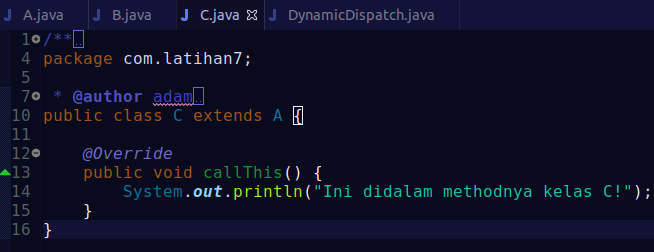 A.java B.java C.java DynamicDispatch.java
1 /**..
4 package com.latihan7;
5
7 * @author adam..
10 public class C extends A {
11
12 @Override
13 public void callThis() {
14 System.out.println("Ini didalam methodnya kelas C!");
15 }
16 }